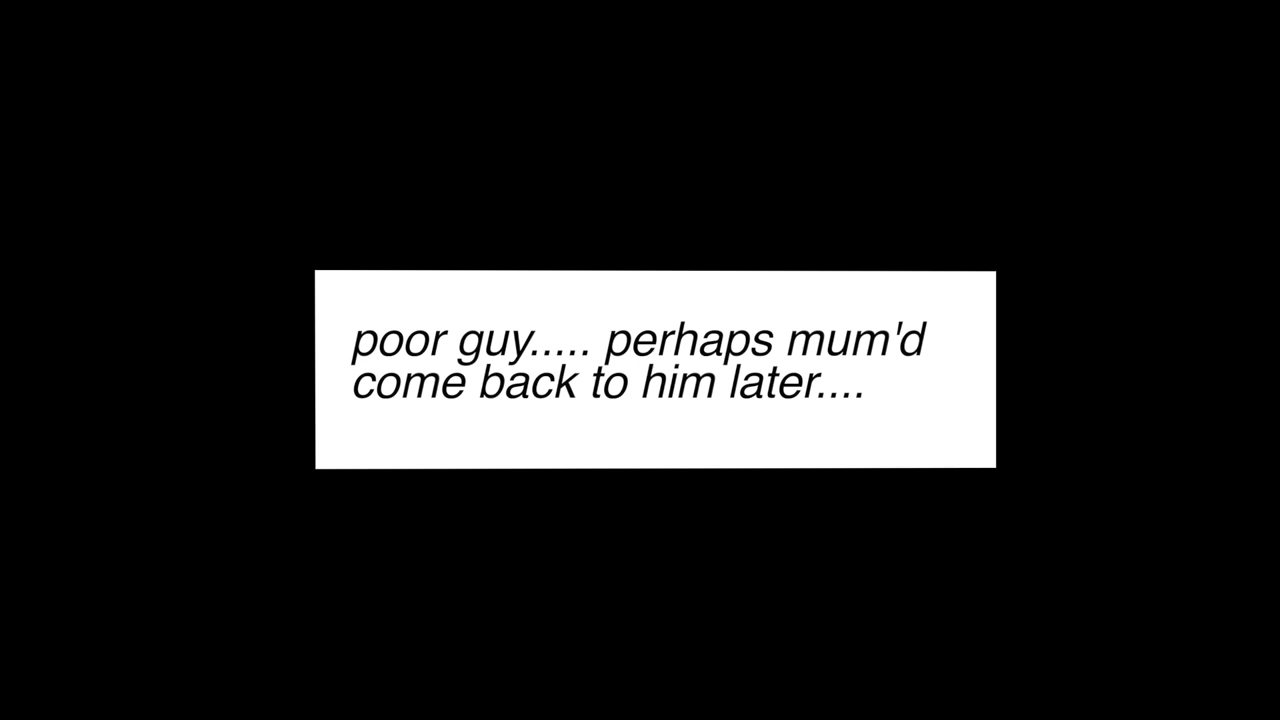 poor guy..... perhaps mum'd
come back to him later....